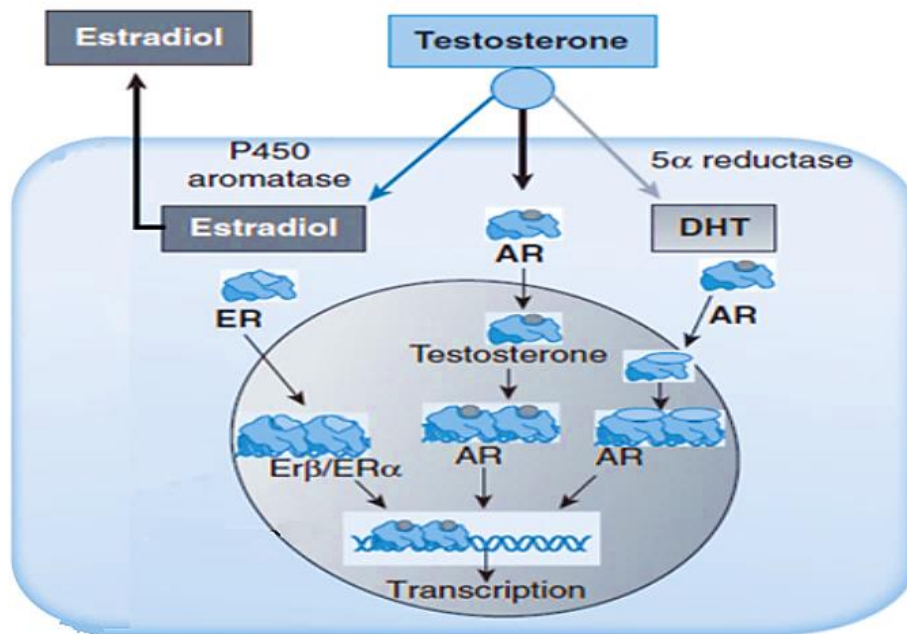 Estradiol
Testosterone
P450
aromatase
5α reductase
Estradiol
AR
DHT
ER
AR
Testosterone
Erβ/ERα
AR
AR
Transcription